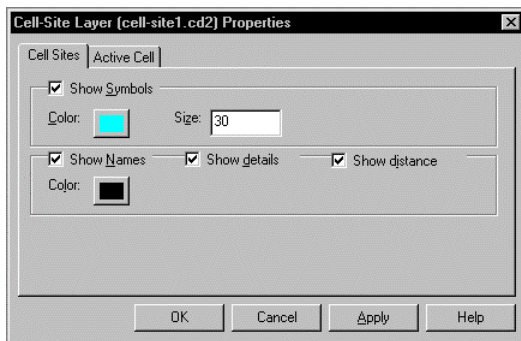 Cell-Site Layer (cell-site1.cd2) Properties
Cell Sites Active Cell
Show Symbols
Color: Size: 30
Show Names Show details Show distance
Color:
OK Cancel Apply Help